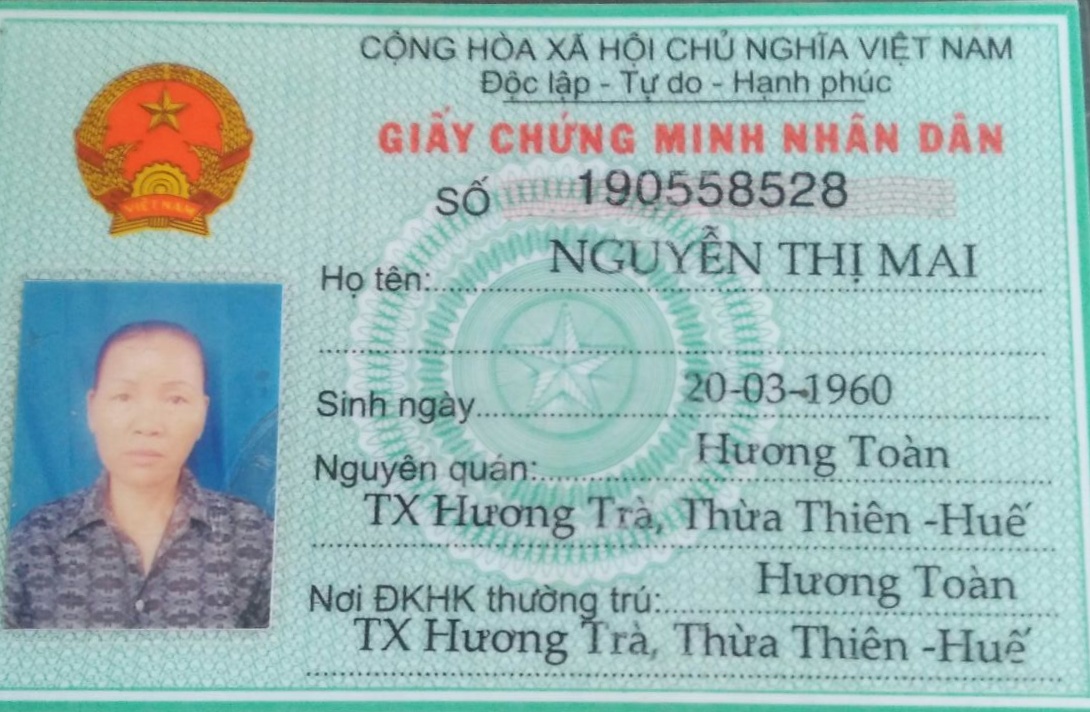 CỘNG HÒA XÃ HỘI CHỦ NGHĨA VIỆT NAM
Độc lập - Tự do - Hạnh phúc
GIẤY CHỨNG MINH NHÂN DÂN
SỐ 190558528
Họ tên: NGUYỄN THỊ MAI
Sinh ngày 20-03-1960
Nguyên quán: Hương Toàn
TX Hương Trà, Thừa Thiên -Huế
Nơi ĐKHK thường trú: Hương Toàn
TX Hương Trà, Thừa Thiên -Huế
VIỆT NAM